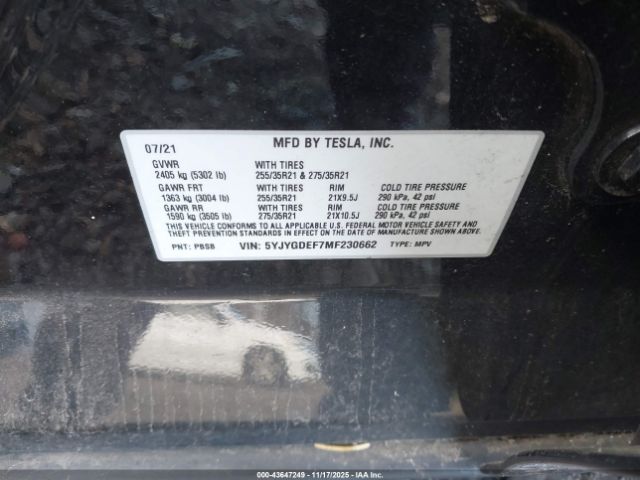 07/21 MFD BY TESLA, INC.
GVWR WITH TIRES
2405 kg (5302 lb) 255/35R21 & 275/35R21
GAWR FRT WITH TIRES RIM COLD TIRE PRESSURE
1363 kg (3004 lb) 255/35R21 21X9.5J 290 kPa, 42 psi
GAWR RR WITH TIRES RIM COLD TIRE PRESSURE
1590 kg (3505 lb) 275/35R21 21X10.5J 290 kPa, 42 psi
THIS VEHICLE CONFORMS TO ALL APPLICABLE U.S. FEDERAL MOTOR VEHICLE SAFETY AND
THEFT PREVENTION STANDARDS IN EFFECT ON THE DATE OF MANUFACTURE SHOWN ABOVE.
PNT: PBSB VIN: 5YJYGDEF7MF230662 TYPE: MPV
000-43647249 - 11/17/2025 - IAAI.COM